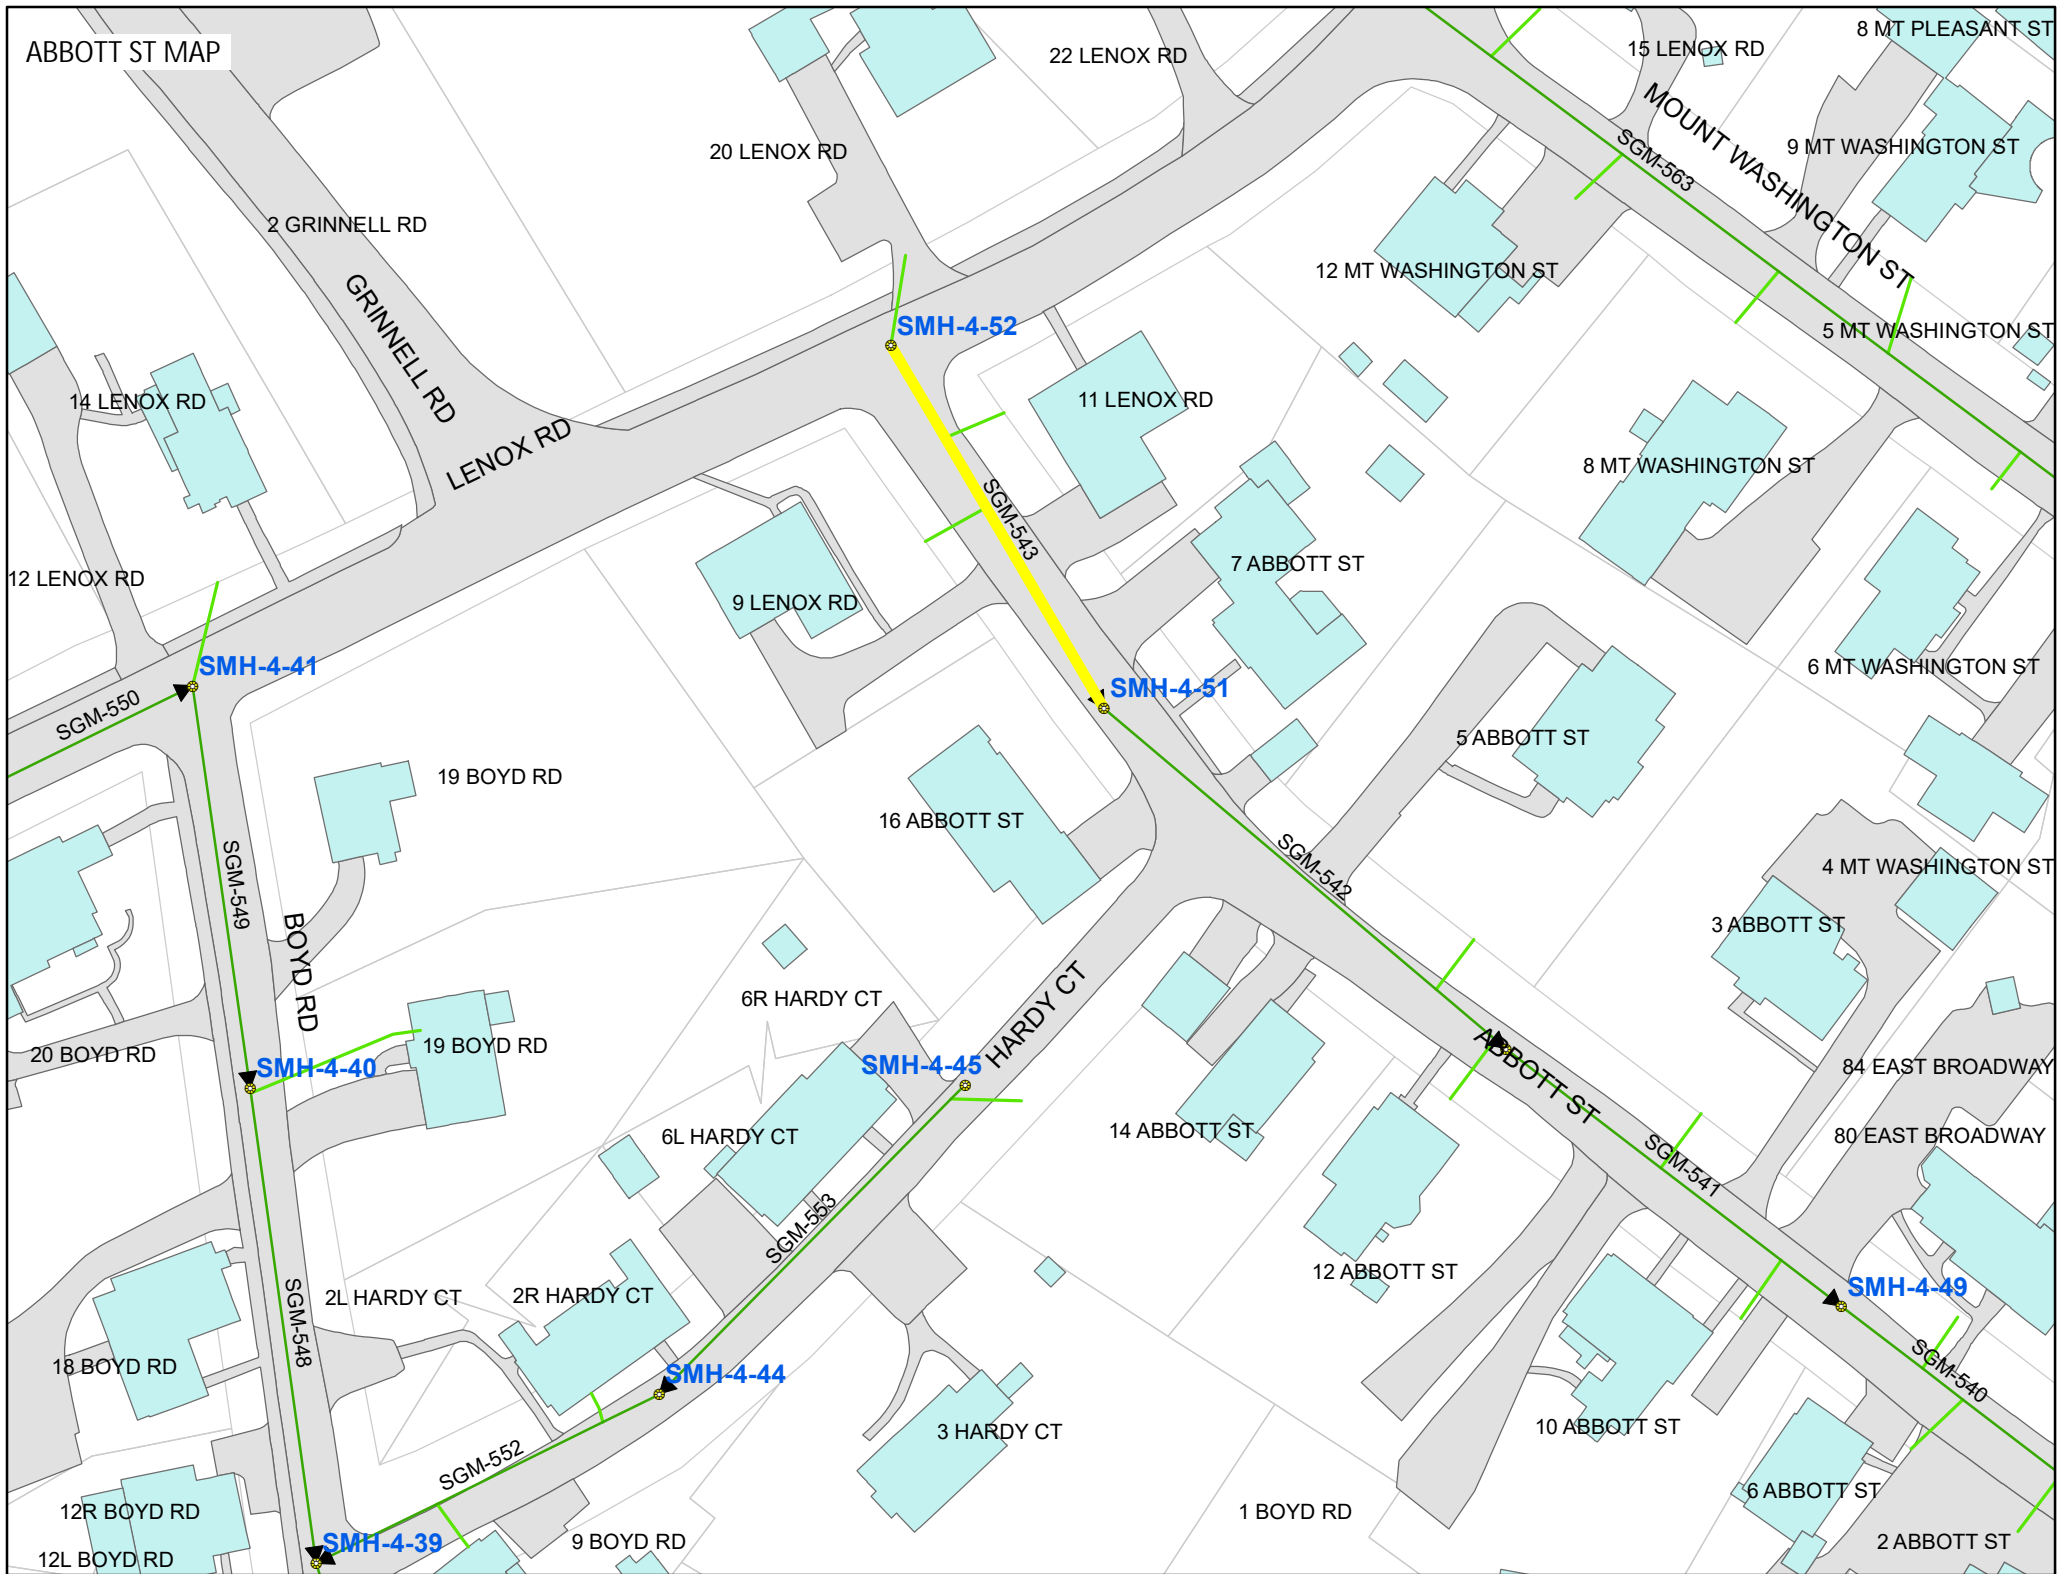 ABBOTT ST MAP
8 MT PLEASANT ST
15 LENOX RD
22 LENOX RD
MOUNT WASHINGTON ST
20 LENOX RD
9 MT WASHINGTON ST
SGM-563
2 GRINNELL RD
12 MT WASHINGTON ST
GRINNELL RD
SMH-4-52
5 MT WASHINGTON ST
14 LENOX RD
11 LENOX RD
LENOX RD
8 MT WASHINGTON ST
SGM-543
7 ABBOTT ST
12 LENOX RD
9 LENOX RD
SMH-4-41
6 MT WASHINGTON ST
SMH-4-51
SGM-550
5 ABBOTT ST
19 BOYD RD
16 ABBOTT ST
SGM-542
4 MT WASHINGTON ST
SGM-549
3 ABBOTT ST
BOYD RD
6R HARDY CT
HARDY CT
19 BOYD RD
20 BOYD RD
SMH-4-40
SMH-4-45
84 EAST BROADWAY
ABBOTT ST
6L HARDY CT
14 ABBOTT ST
80 EAST BROADWAY
SGM-541
SGM-553
12 ABBOTT ST
SMH-4-49
2L HARDY CT
2R HARDY CT
SGM-548
18 BOYD RD
SMH-4-44
SGM-540
3 HARDY CT
10 ABBOTT ST
SGM-552
6 ABBOTT ST
12R BOYD RD
1 BOYD RD
SMH-4-39
9 BOYD RD
2 ABBOTT ST
12L BOYD RD